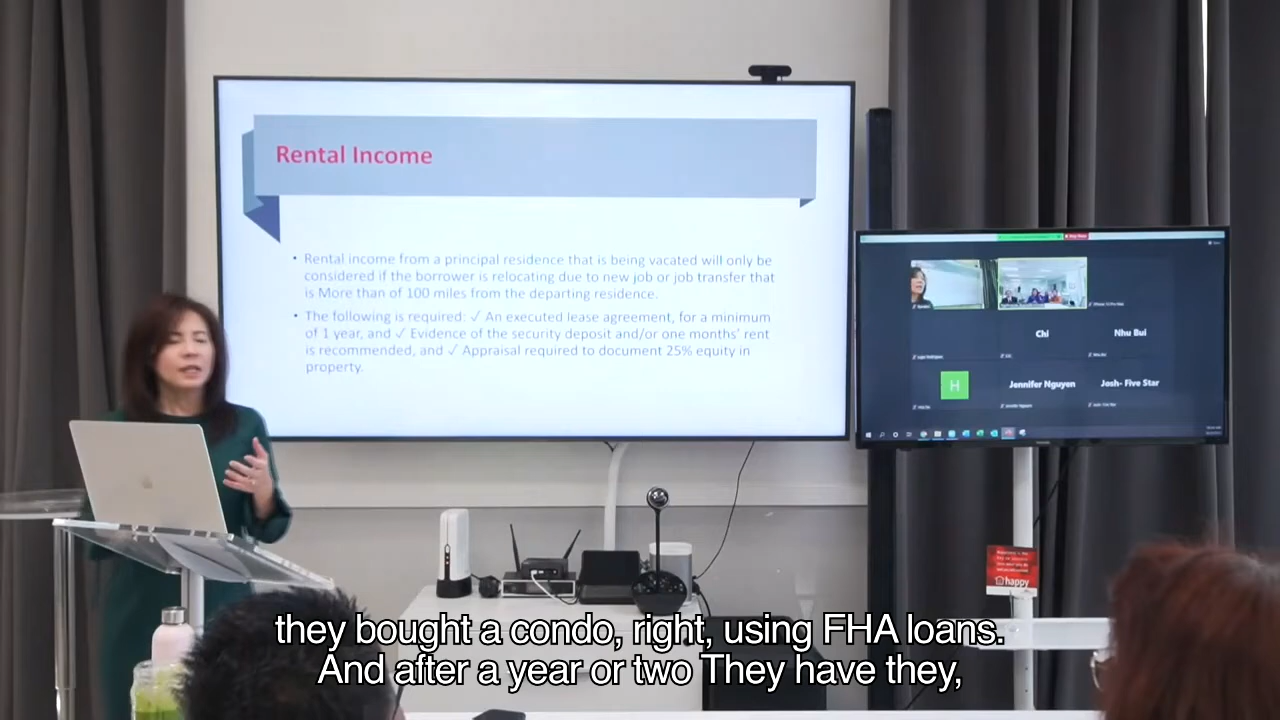 Rental Income
• Rental income from a principal residence that is being vacated will only be
considered if the borrower is relocating due to new job or job transfer that
is More than of 100 miles from the departing residence.
• The following is required: ✓ An executed lease agreement, for a minimum
of 1 year, and ✓ Evidence of the security deposit and/or one months' rent
is recommended, and ✓ Appraisal required to document 25% equity in
property.
Chi
Nhu Bui
H
Jennifer Nguyen
Josh- Five Star
happy
they bought a condo, right, using FHA loans.
And after a year or two They have they,